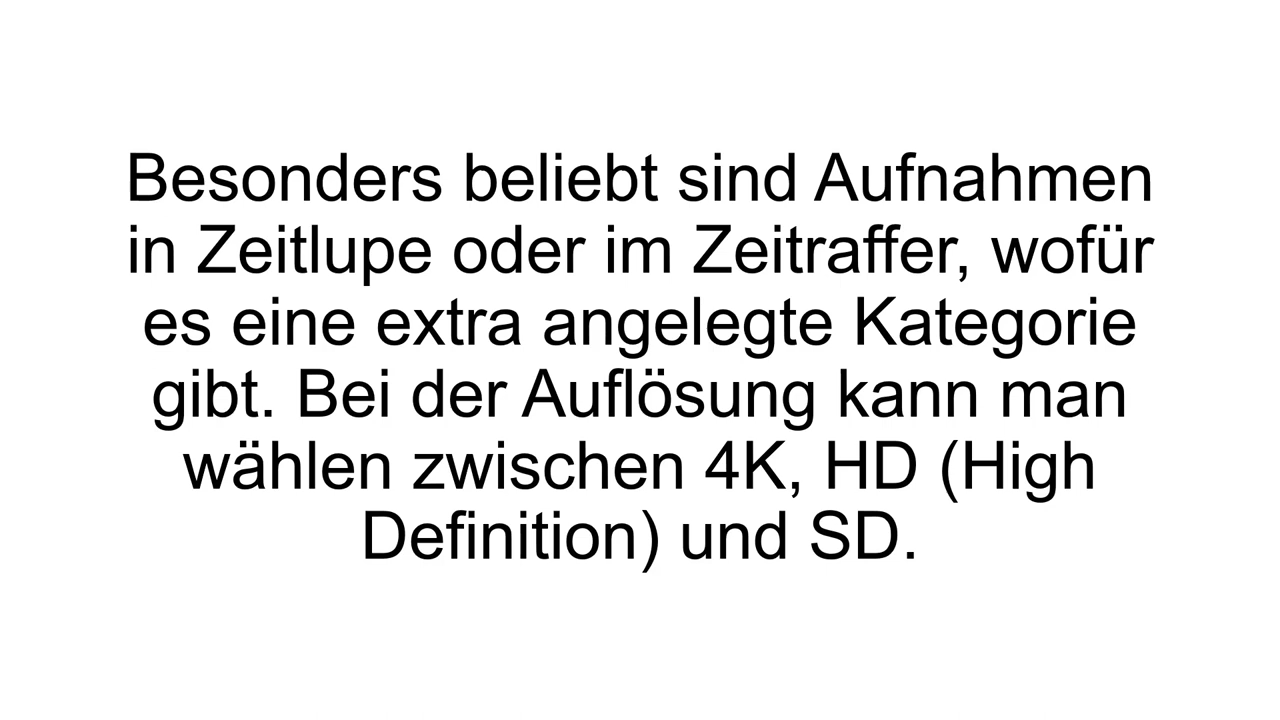 Besonders beliebt sind Aufnahmen
in Zeitlupe oder im Zeitraffer, wofür
es eine extra angelegte Kategorie
gibt. Bei der Auflösung kann man
wählen zwischen 4K, HD (High
Definition) und SD.